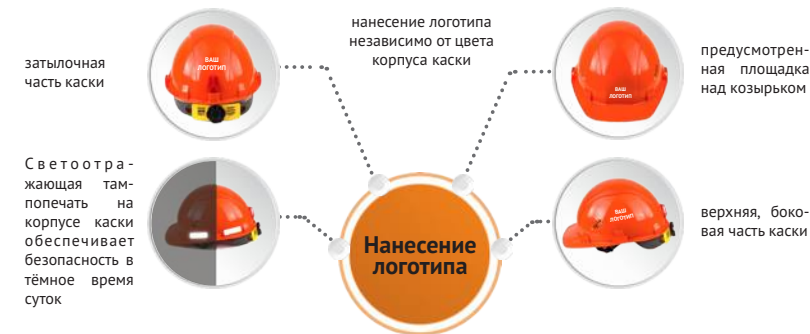 затылочная
часть каски
ВАШ
ЛОГОТИП
нанесение логотипа
независимо от цвета
корпуса каски
ВАШ
ЛОГОТИП
предусмотрен-
ная площадка
над козырьком
Светоотра-
жающая там-
попечать на
корпусе каски
обеспечивает
безопасность в
тёмное время
суток
Нанесение
логотипа
ВАШ
ЛОГОТИП
верхняя, боко-
вая часть каски